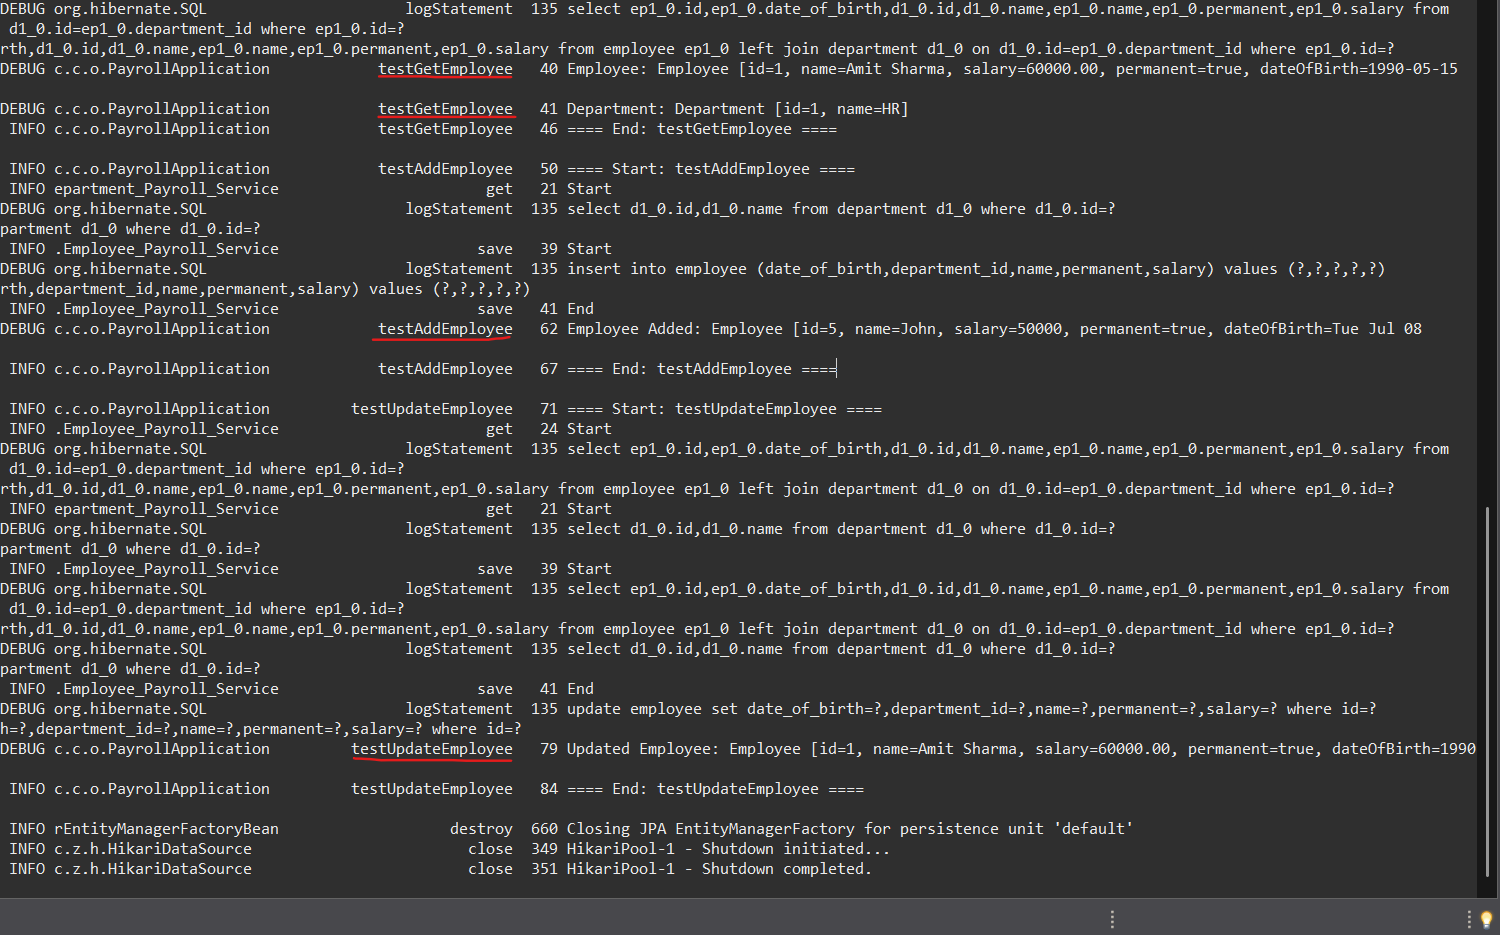 DEBUG org.hibernate.SQL                      logStatement  135 select ep1_0.id,ep1_0.date_of_birth,d1_0.id,d1_0.name,ep1_0.name,ep1_0.permanent,ep1_0.salary from
 d1_0.id=ep1_0.department_id where ep1_0.id=?
rth,d1_0.id,d1_0.name,ep1_0.name,ep1_0.permanent,ep1_0.salary from employee ep1_0 left join department d1_0 on d1_0.id=ep1_0.department_id where ep1_0.id=?
DEBUG c.c.o.PayrollApplication            testGetEmployee   40 Employee: Employee [id=1, name=Amit Sharma, salary=60000.00, permanent=true, dateOfBirth=1990-05-15
DEBUG c.c.o.PayrollApplication            testGetEmployee   41 Department: Department [id=1, name=HR]
 INFO c.c.o.PayrollApplication            testGetEmployee   46 ==== End: testGetEmployee ====
 INFO c.c.o.PayrollApplication            testAddEmployee   50 ==== Start: testAddEmployee ====
 INFO epartment_Payroll_Service                       get   21 Start
DEBUG org.hibernate.SQL                      logStatement  135 select d1_0.id,d1_0.name from department d1_0 where d1_0.id=?
partment d1_0 where d1_0.id=?
 INFO .Employee_Payroll_Service                      save   39 Start
DEBUG org.hibernate.SQL                      logStatement  135 insert into employee (date_of_birth,department_id,name,permanent,salary) values (?,?,?,?,?)
rth,department_id,name,permanent,salary) values (?,?,?,?,?)
 INFO .Employee_Payroll_Service                      save   41 End
DEBUG c.c.o.PayrollApplication            testAddEmployee   62 Employee Added: Employee [id=5, name=John, salary=50000, permanent=true, dateOfBirth=Tue Jul 08
 INFO c.c.o.PayrollApplication            testAddEmployee   67 ==== End: testAddEmployee ====
 INFO c.c.o.PayrollApplication         testUpdateEmployee   71 ==== Start: testUpdateEmployee ====
 INFO .Employee_Payroll_Service                       get   24 Start
DEBUG org.hibernate.SQL                      logStatement  135 select ep1_0.id,ep1_0.date_of_birth,d1_0.id,d1_0.name,ep1_0.name,ep1_0.permanent,ep1_0.salary from
 d1_0.id=ep1_0.department_id where ep1_0.id=?
rth,d1_0.id,d1_0.name,ep1_0.name,ep1_0.permanent,ep1_0.salary from employee ep1_0 left join department d1_0 on d1_0.id=ep1_0.department_id where ep1_0.id=?
 INFO epartment_Payroll_Service                       get   21 Start
DEBUG org.hibernate.SQL                      logStatement  135 select d1_0.id,d1_0.name from department d1_0 where d1_0.id=?
partment d1_0 where d1_0.id=?
 INFO .Employee_Payroll_Service                      save   39 Start
DEBUG org.hibernate.SQL                      logStatement  135 select ep1_0.id,ep1_0.date_of_birth,d1_0.id,d1_0.name,ep1_0.name,ep1_0.permanent,ep1_0.salary from
 d1_0.id=ep1_0.department_id where ep1_0.id=?
rth,d1_0.id,d1_0.name,ep1_0.name,ep1_0.permanent,ep1_0.salary from employee ep1_0 left join department d1_0 on d1_0.id=ep1_0.department_id where ep1_0.id=?
DEBUG org.hibernate.SQL                      logStatement  135 select d1_0.id,d1_0.name from department d1_0 where d1_0.id=?
partment d1_0 where d1_0.id=?
 INFO .Employee_Payroll_Service                      save   41 End
DEBUG org.hibernate.SQL                      logStatement  135 update employee set date_of_birth=?,department_id=?,name=?,permanent=?,salary=? where id=?
h=?,department_id=?,name=?,permanent=?,salary=? where id=?
DEBUG c.c.o.PayrollApplication         testUpdateEmployee   79 Updated Employee: Employee [id=1, name=Amit Sharma, salary=60000.00, permanent=true, dateOfBirth=1990
 INFO c.c.o.PayrollApplication         testUpdateEmployee   84 ==== End: testUpdateEmployee ====
 INFO rEntityManagerFactoryBean                   destroy  660 Closing JPA EntityManagerFactory for persistence unit 'default'
 INFO c.z.h.HikariDataSource                        close  349 HikariPool-1 - Shutdown initiated...
 INFO c.z.h.HikariDataSource                        close  351 HikariPool-1 - Shutdown completed.